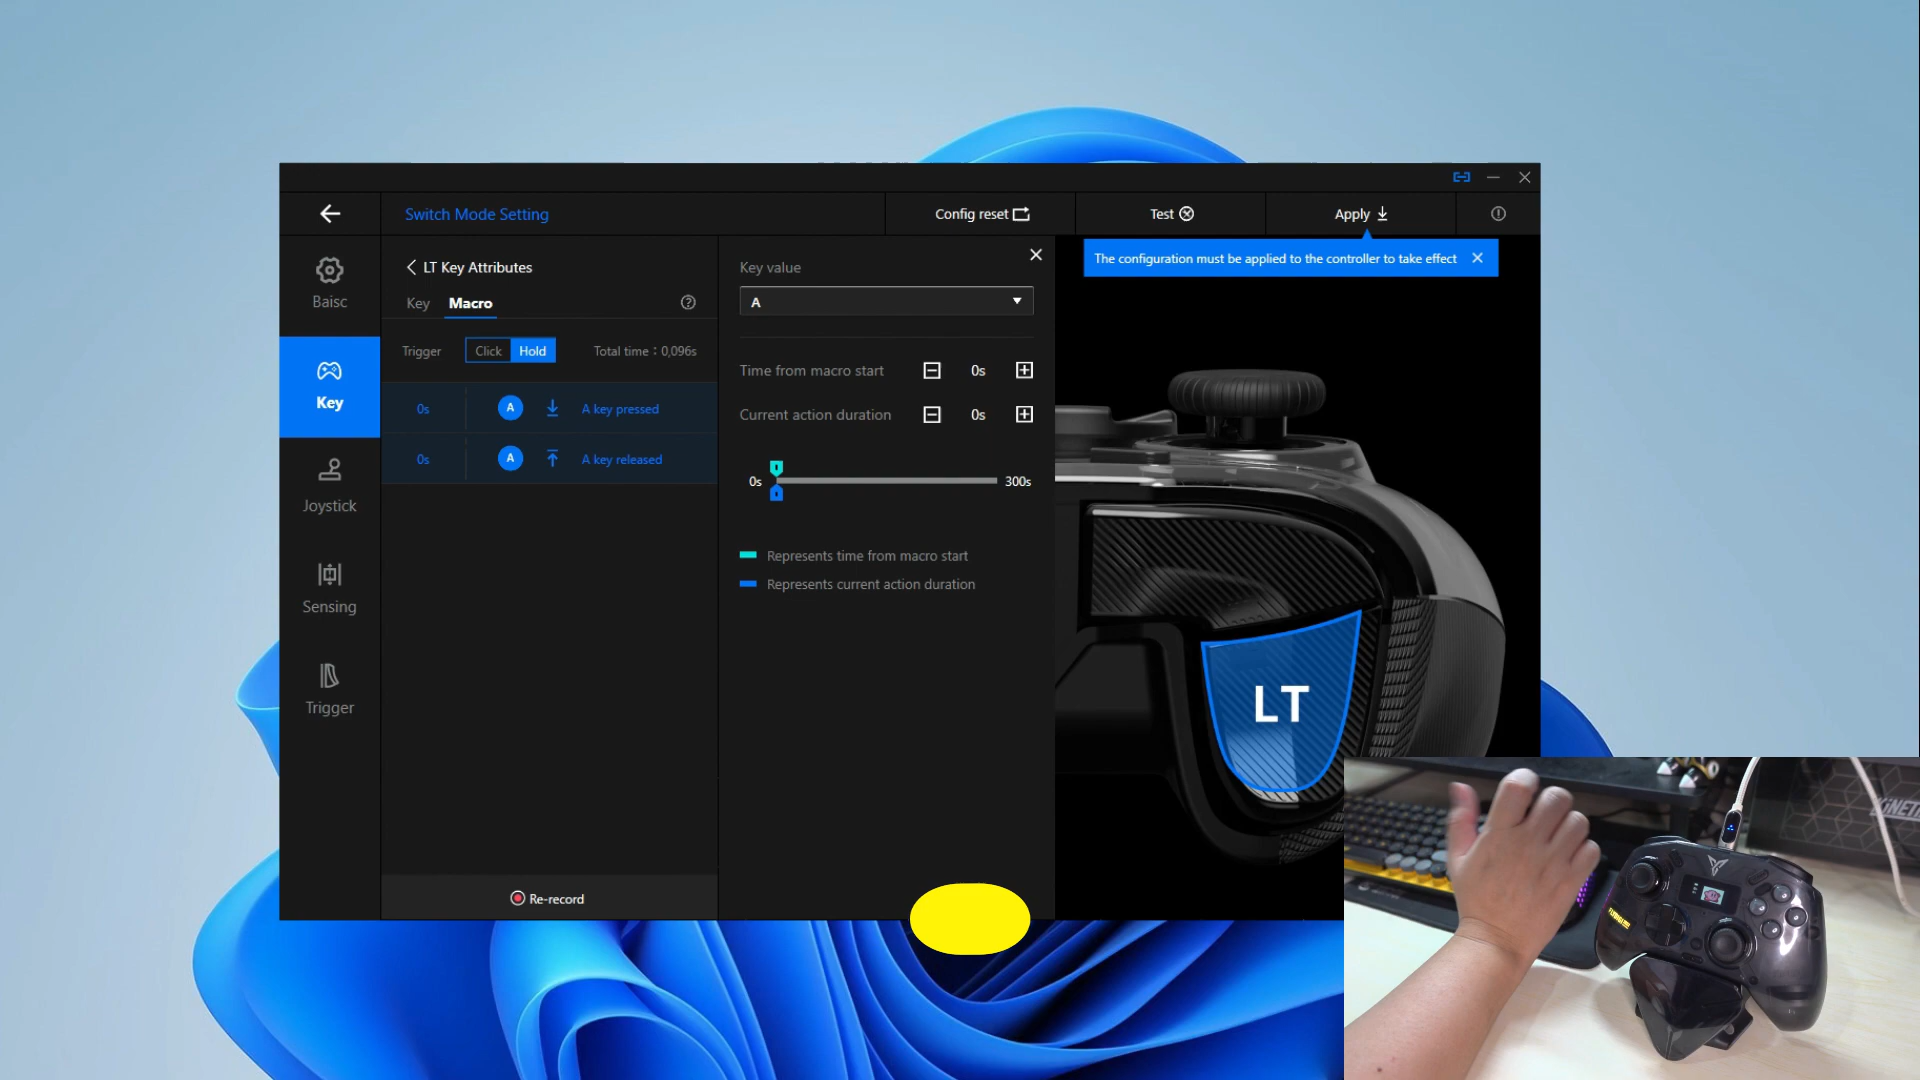 Switch Mode Setting
Config reset
Test
Apply
The configuration must be applied to the controller to take effect
Baisc
Key
Joystick
Sensing
Trigger
LT Key Attributes
Key Macro
Trigger Click Hold Total time：0,096s
0s A A key pressed
0s A A key released
Re-record
Key value
A
Time from macro start 0s
Current action duration 0s
0s 300s
Represents time from macro start
Represents current action duration
LT